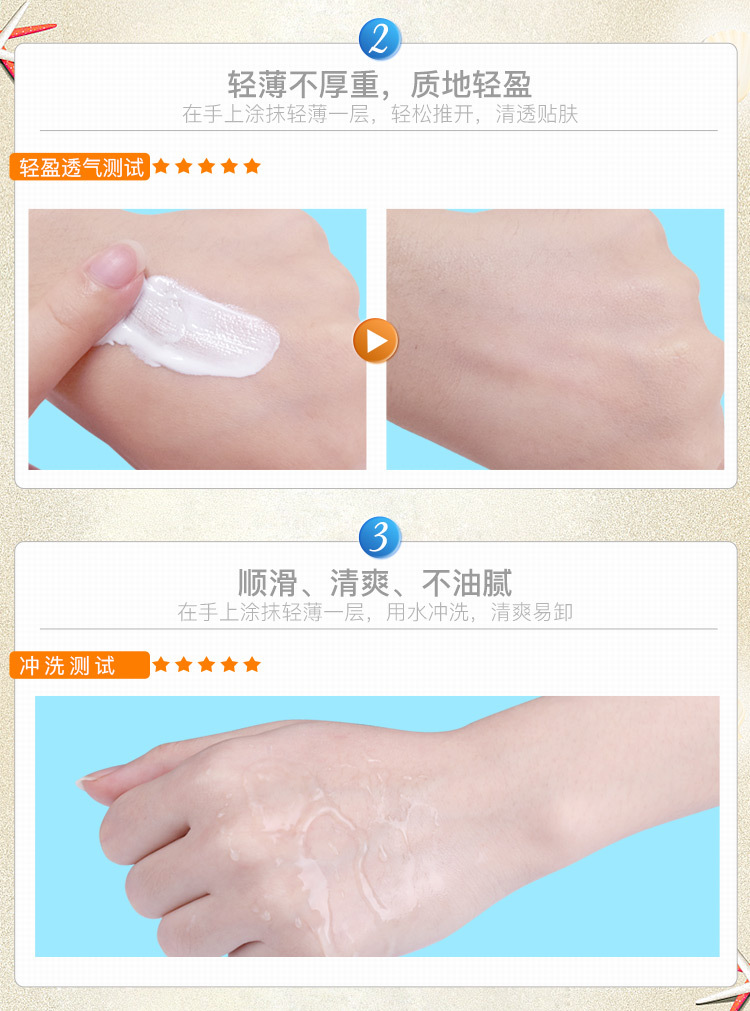 2
轻薄不厚重，质地轻盈
在手上涂抹轻薄一层，轻松推开，清透贴肤
轻盈透气测试
3
顺滑、清爽、不油腻
在手上涂抹轻薄一层，用水冲洗，清爽易卸
冲洗测试